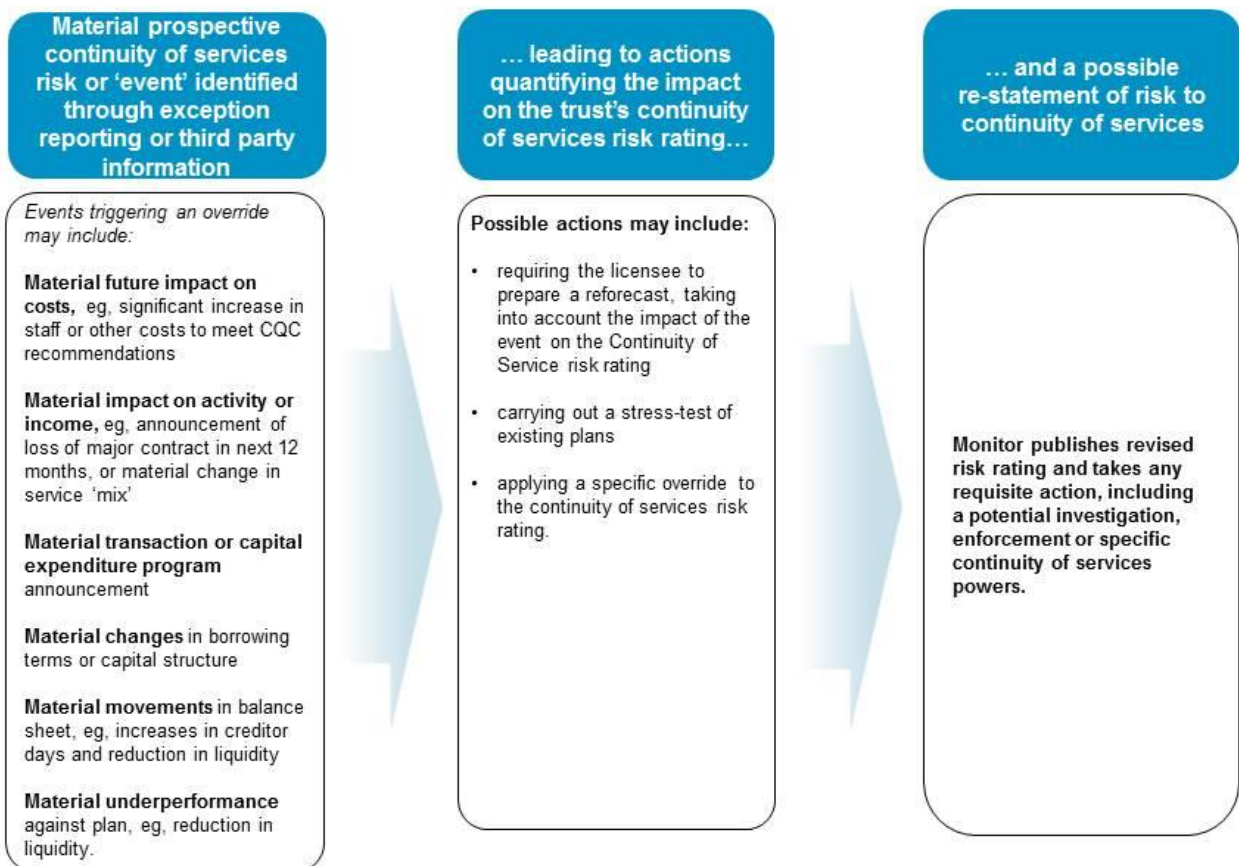 Material prospective
continuity of services
risk or ‘event’ identified
through exception
reporting or third party
information
Events triggering an override
may include:
Material future impact on
costs, eg, significant increase in
staff or other costs to meet CQC
recommendations
Material impact on activity or
income, eg, announcement of
loss of major contract in next 12
months, or material change in
service ‘mix’
Material transaction or capital
expenditure program
announcement
Material changes in borrowing
terms or capital structure
Material movements in balance
sheet, eg, increases in creditor
days and reduction in liquidity
Material underperformance
against plan, eg, reduction in
liquidity.
… leading to actions
quantifying the impact
on the trust’s continuity
of services risk rating…
Possible actions may include:
• requiring the licensee to
prepare a reforecast, taking
into account the impact of the
event on the Continuity of
Service risk rating
• carrying out a stress-test of
existing plans
• applying a specific override to
the continuity of services risk
rating.
… and a possible
re-statement of risk to
continuity of services
Monitor publishes revised
risk rating and takes any
requisite action, including
a potential investigation,
enforcement or specific
continuity of services
powers.